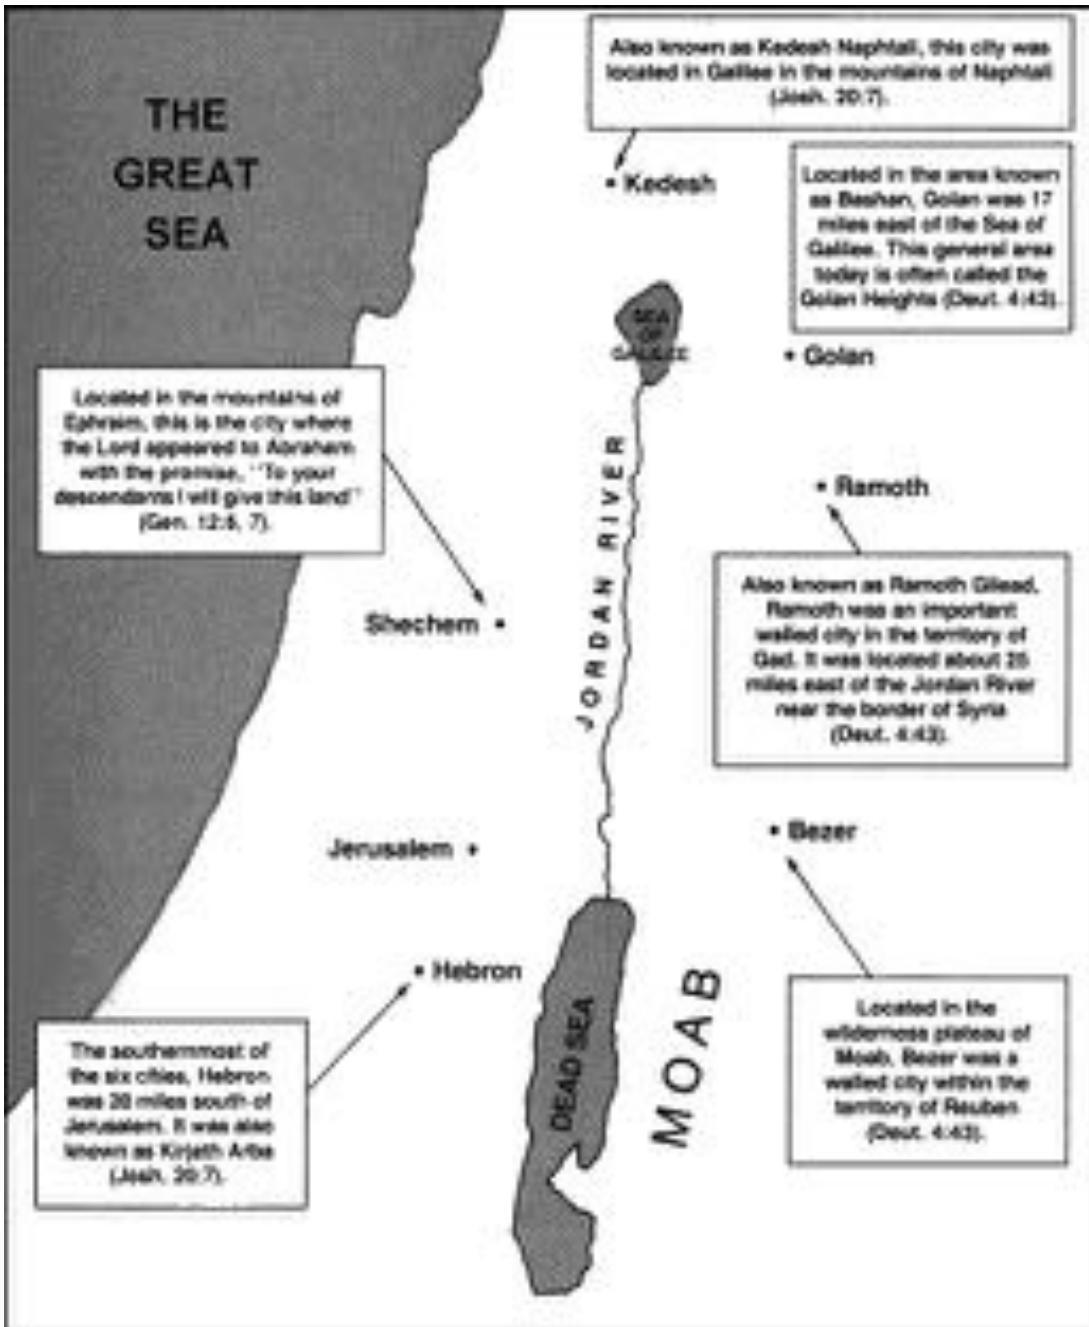 THE
GREAT
SEA
Also known as Kedesh Naphtali, this city was
located in Galilee in the mountains of Naphtali
(Josh. 20:7).
Kedesh
Located in the area known
as Bashan, Golan was 17
miles east of the Sea of
Galilee. This general area
today is often called the
Golan Heights (Deut. 4:43).
SEA
OF
GALILEE
Golan
Located in the mountains of
Ephraim, this is the city where
the Lord appeared to Abraham
with the promise, "To your
descendants I will give this land"
(Gen. 12:6, 7).
JORDAN RIVER
Ramoth
Also known as Ramoth Gilead,
Ramoth was an important
walled city in the territory of
Gad. It was located about 25
miles east of the Jordan River
near the border of Syria
(Deut. 4:43).
Shechem
Jerusalem
Bezer
Hebron
DEAD SEA
MOAB
The southernmost of
the six cities, Hebron
was 20 miles south of
Jerusalem. It was also
known as Kirjath Arba
(Josh. 20:7).
Located in the
wilderness plateau of
Moab, Bezer was a
walled city within the
territory of Reuben
(Deut. 4:43).